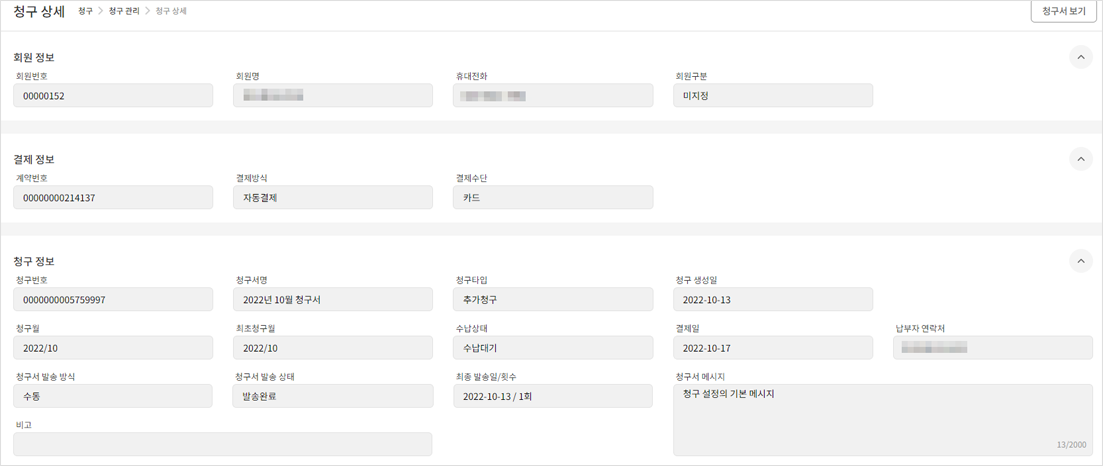 청구 상세 청구 > 청구 관리 > 청구 상세 청구서 보기
회원 정보
회원번호 회원명 휴대전화 회원구분
00000152 미지정
결제 정보
계약번호 결제방식 결제수단
00000000214137 자동결제 카드
청구 정보
청구번호 청구서명 청구타입 청구 생성일
0000000005759997 2022년 10월 청구서 추가청구 2022-10-13
청구월 최초청구월 수납상태 결제일 납부자 연락처
2022/10 2022/10 수납대기 2022-10-17
청구서 발송 방식 청구서 발송 상태 최종 발송일/횟수 청구서 메시지
수동 발송완료 2022-10-13 / 1회 청구 설정의 기본 메시지
비고
13/2000